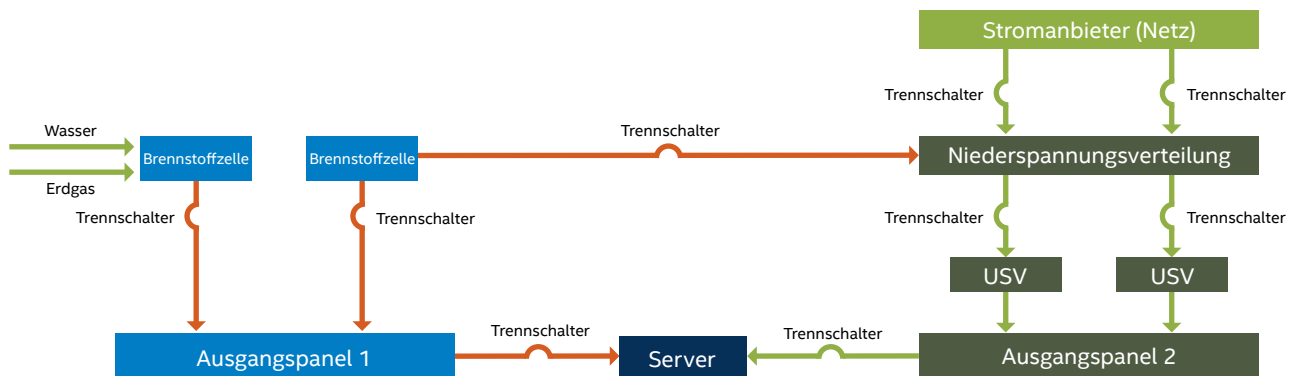 Stromanbieter (Netz)
Trennschalter
Trennschalter
Wasser
Trennschalter
Brennstoffzelle
Brennstoffzelle
Niederspannungsverteilung
Erdgas
Trennschalter
Trennschalter
Trennschalter
Trennschalter
USV
USV
Trennschalter
Trennschalter
Ausgangspanel 1
Server
Ausgangspanel 2